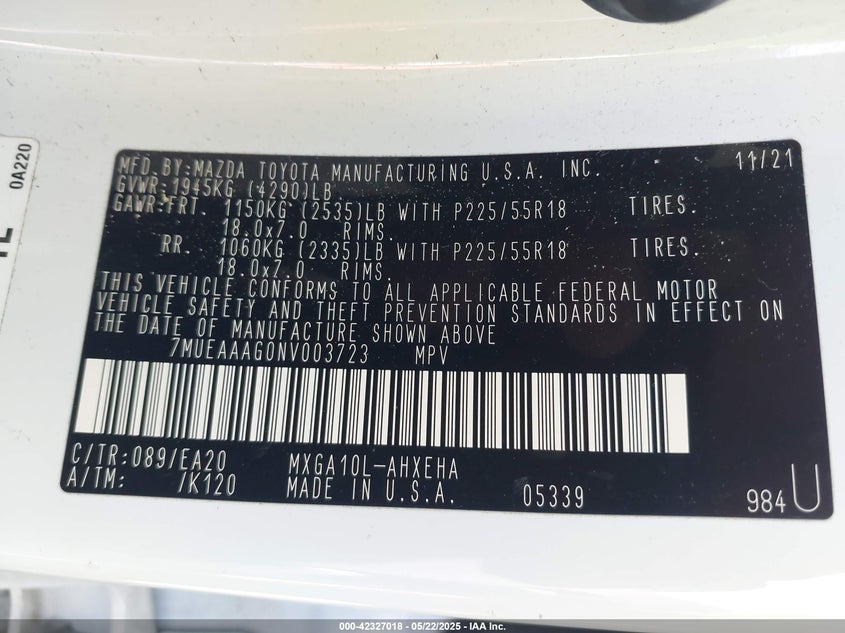 0A220
MFD. BY:MAZDA TOYOTA MANUFACTURING U.S.A. INC. 11/21
GVWR:1945KG (4290)LB
GAWR:FRT. 1150KG (2535)LB WITH P225/55R18 TIRES.
18.0x7.0 RIMS.
RR. 1060KG (2335)LB WITH P225/55R18 TIRES.
18.0x7.0 RIMS.
THIS VEHICLE CONFORMS TO ALL APPLICABLE FEDERAL MOTOR
VEHICLE SAFETY AND THEFT PREVENTION STANDARDS IN EFFECT ON
THE DATE OF MANUFACTURE SHOWN ABOVE
7MUEAAAG0NV003723 MPV
C/TR:089/EA20 MXGA10L-AHXEHA
A/TM: /K120 MADE IN U.S.A. 05339 984U
000-42327018 - 05/22/2025 - IAA Inc.